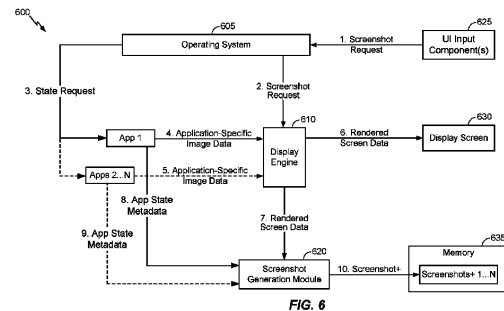 600
605
Operating System
1. Screenshot
Request
625
UI Input
Component(s)
3. State Request
2. Screenshot
Request
610
Display
Engine
App 1
4. Application-Specific
Image Data
6. Rendered
Screen Data
630
Display Screen
Apps 2...N
5. Application-Specific
Image Data
8. App State
Metadata
7. Rendered
Screen Data
9. App State
Metadata
620
Screenshot
Generation Module
10. Screenshot+
635
Memory
Screenshots+ 1...N
FIG. 6